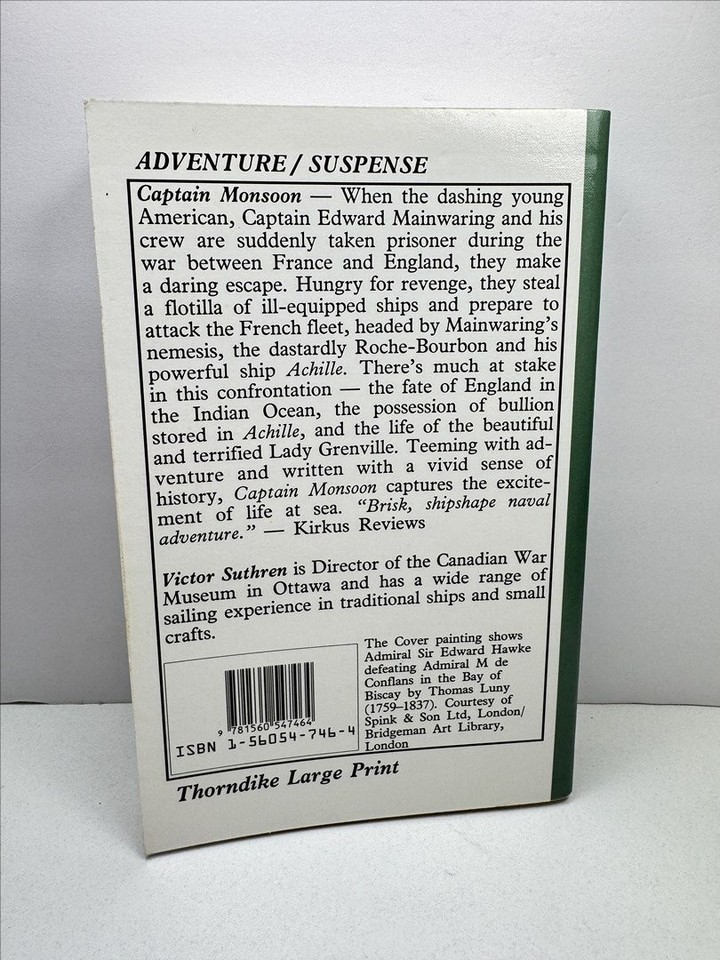 ADVENTURE / SUSPENSE
Captain Monsoon — When the dashing young
American, Captain Edward Mainwaring and his
crew are suddenly taken prisoner during the
war between France and England, they make
a daring escape. Hungry for revenge, they steal
a flotilla of ill-equipped ships and prepare to
attack the French fleet, headed by Mainwaring's
nemesis, the dastardly Roche-Bourbon and his
powerful ship Achille. There's much at stake
in this confrontation — the fate of England in
the Indian Ocean, the possession of bullion
stored in Achille, and the life of the beautiful
and terrified Lady Grenville. Teeming with ad-
venture and written with a vivid sense of
history, Captain Monsoon captures the excite-
ment of life at sea. “Brisk, shipshape naval
adventure.” — Kirkus Reviews
Victor Suthren is Director of the Canadian War
Museum in Ottawa and has a wide range of
sailing experience in traditional ships and small
crafts.
9 781560 547464
ISBN 1-56054-746-4
The Cover painting shows
Admiral Sir Edward Hawke
defeating Admiral M de
Conflans in the Bay of
Biscay by Thomas Luny
(1759–1837). Courtesy of
Spink & Son Ltd, London/
Bridgeman Art Library,
London
Thorndike Large Print